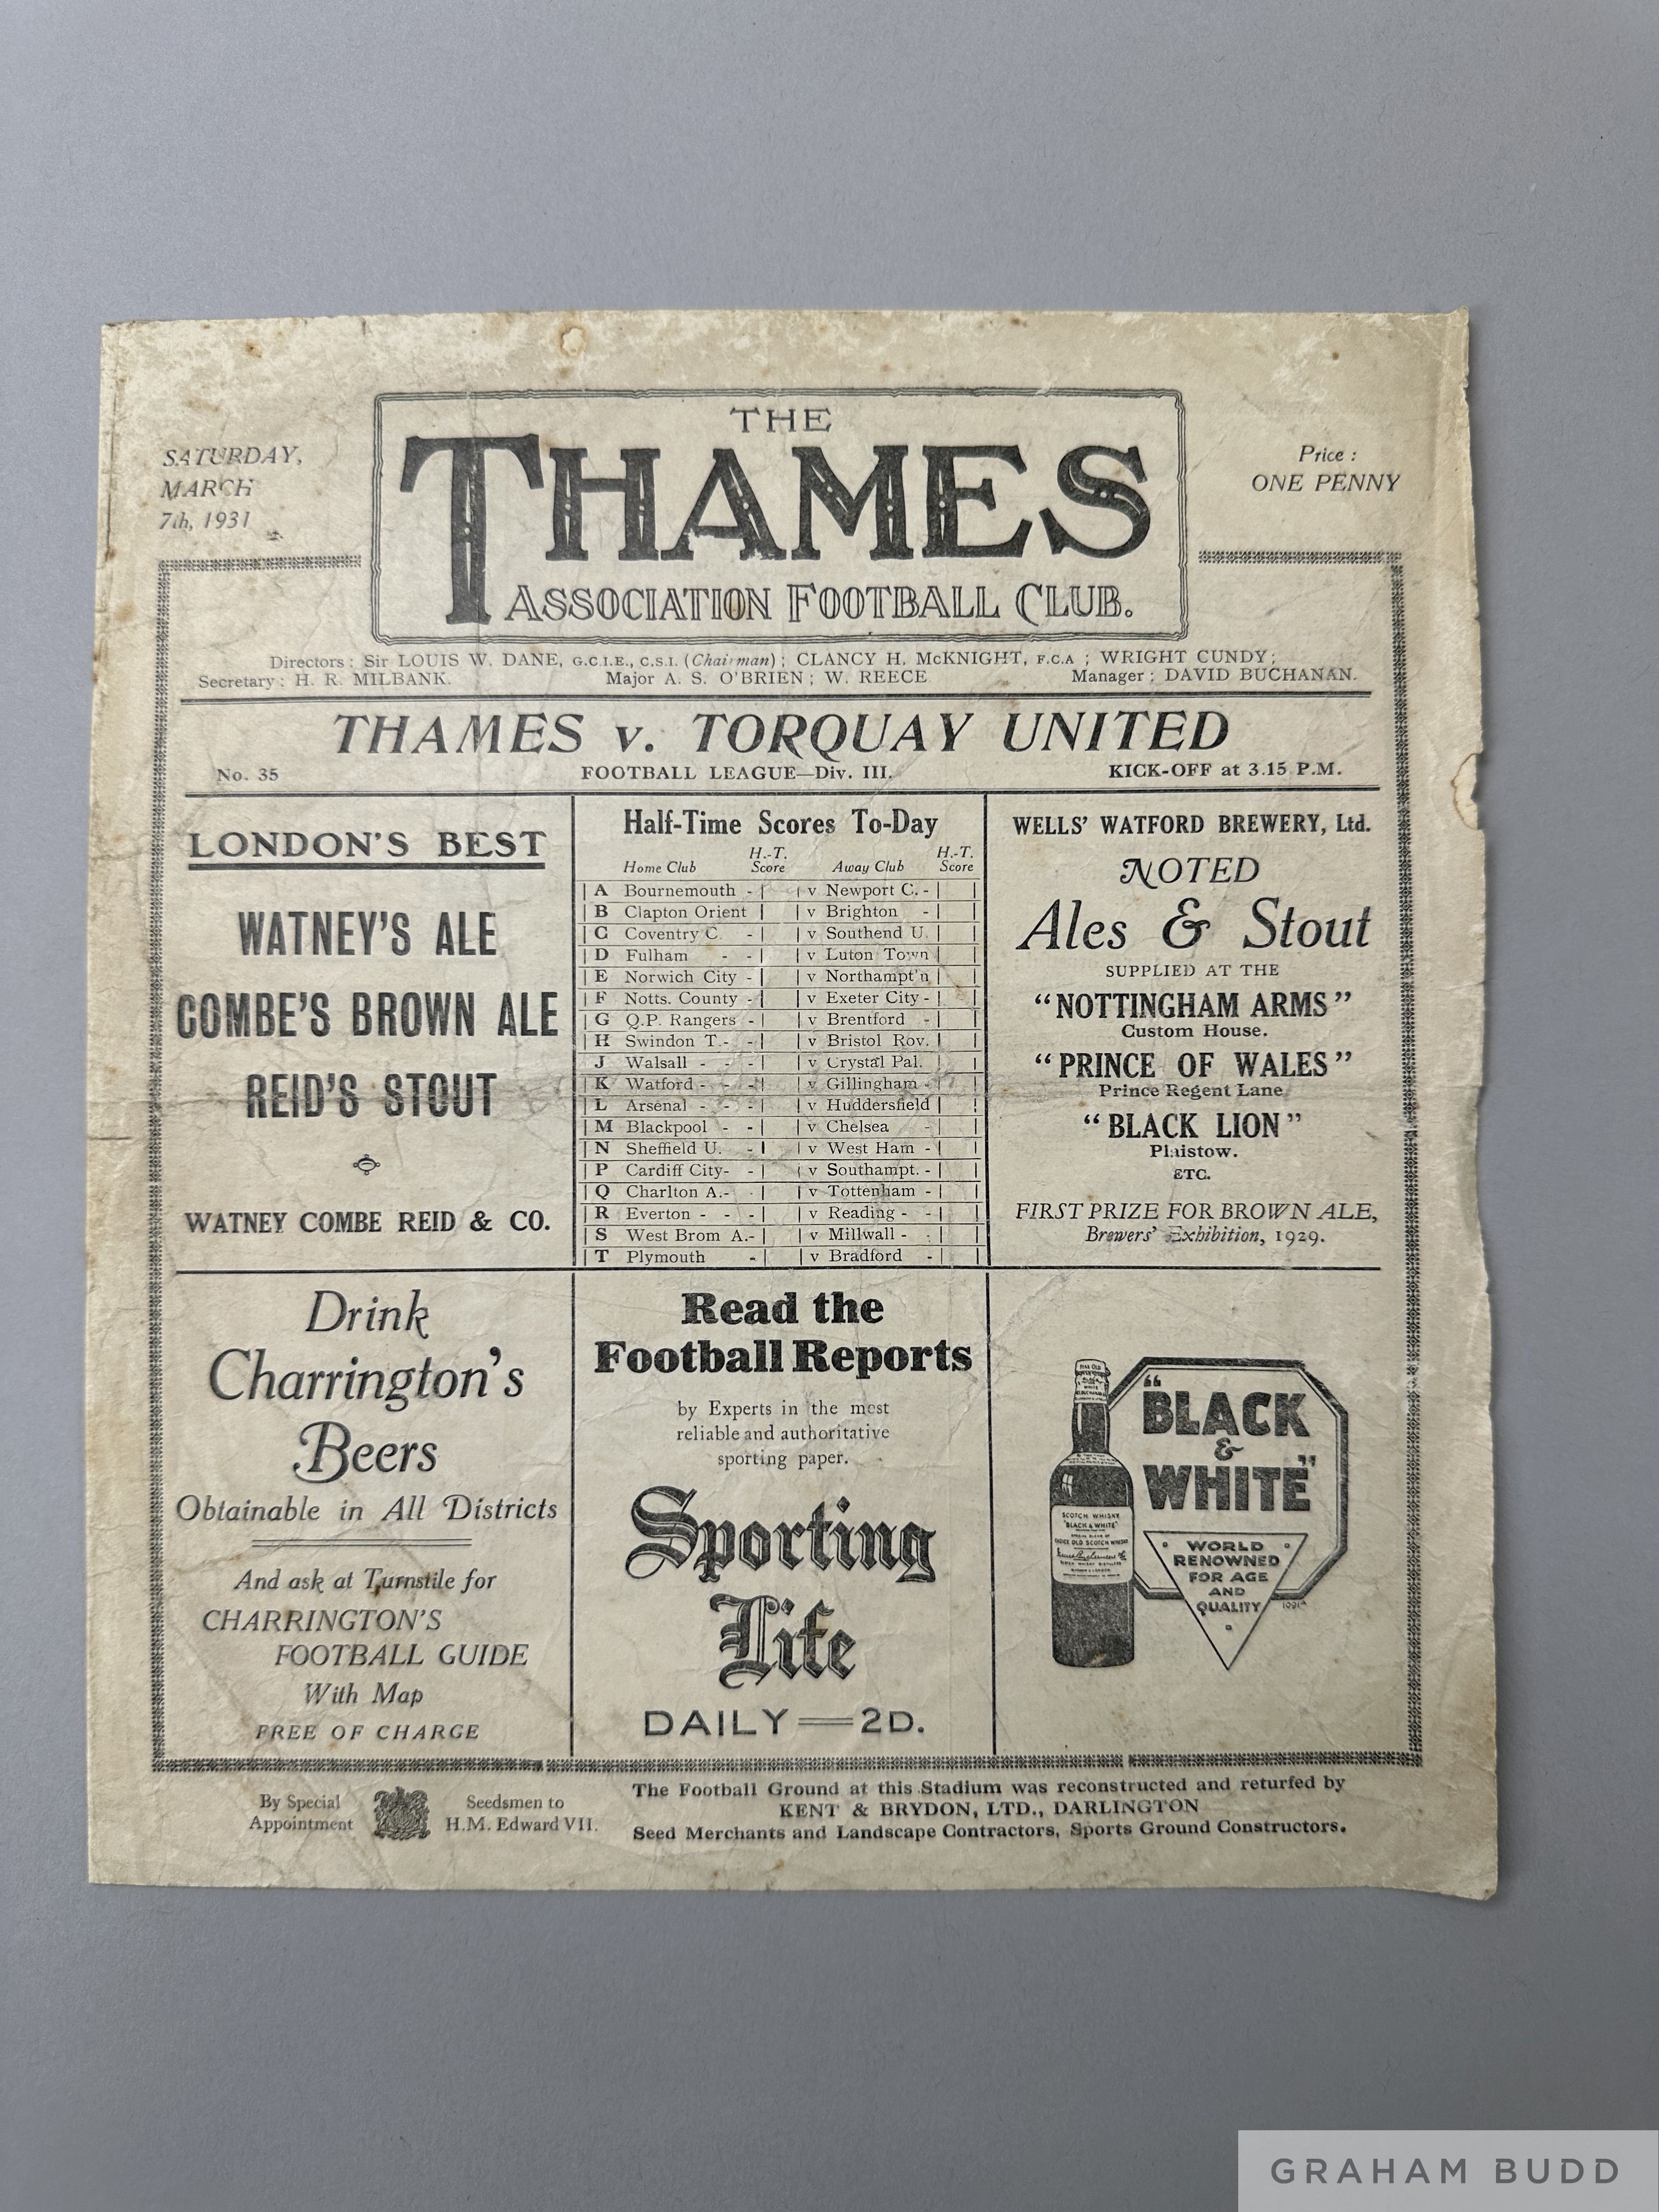 SATURDAY,
MARCH
7th, 1931
THE
THAMES
ASSOCIATION FOOTBALL CLUB.
Price :
ONE PENNY
Directors : Sir LOUIS W. DANE, G.C.I.E., C.S.I. (Chairman) ; CLANCY H. McKNIGHT, F.C.A ; WRIGHT CUNDY ;
Secretary : H. R. MILBANK. Major A. S. O'BRIEN ; W. REECE Manager : DAVID BUCHANAN.
THAMES v. TORQUAY UNITED
No. 35 FOOTBALL LEAGUE—Div. III. KICK-OFF at 3.15 P.M.
LONDON'S BEST
WATNEY'S ALE
COMBE'S BROWN ALE
REID'S STOUT
WATNEY COMBE REID & CO.
Half-Time Scores To-Day
Home Club H.-T. Score Away Club H.-T. Score
A Bournemouth - v Newport C. -
B Clapton Orient v Brighton -
C Coventry C. - v Southend U.
D Fulham - - v Luton Town
E Norwich City - v Northampt'n
F Notts. County - v Exeter City -
G Q.P. Rangers - v Brentford -
H Swindon T.- - v Bristol Rov.
J Walsall - - - v Crystal Pal.
K Watford - - - v Gillingham -
L Arsenal - - - v Huddersfield
M Blackpool - - v Chelsea -
N Sheffield U. - v West Ham -
P Cardiff City- - v Southampt. -
Q Charlton A.- - v Tottenham -
R Everton - - - v Reading - -
S West Brom A.- v Millwall - -
T Plymouth - v Bradford -
WELLS' WATFORD BREWERY, Ltd.
NOTED
Ales & Stout
SUPPLIED AT THE
"NOTTINGHAM ARMS"
Custom House.
"PRINCE OF WALES"
Prince Regent Lane
"BLACK LION"
Plaistow.
ETC.
FIRST PRIZE FOR BROWN ALE,
Brewers' Exhibition, 1929.
Drink
Charrington's
Beers
Obtainable in All Districts
And ask at Turnstile for
CHARRINGTON'S
FOOTBALL GUIDE
With Map
FREE OF CHARGE
Read the
Football Reports
by Experts in the most
reliable and authoritative
sporting paper.
Sporting
Life
DAILY = 2D.
"BLACK
&
WHITE"
SCOTCH WHISKY
"BLACK & WHITE"
CHOICE OLD SCOTCH WHISKY
WORLD
RENOWNED
FOR AGE
AND
QUALITY
By Special
Appointment
Seedsmen to
H.M. Edward VII.
The Football Ground at this Stadium was reconstructed and returfed by
KENT & BRYDON, LTD., DARLINGTON
Seed Merchants and Landscape Contractors, Sports Ground Constructors.
GRAHAM BUDD